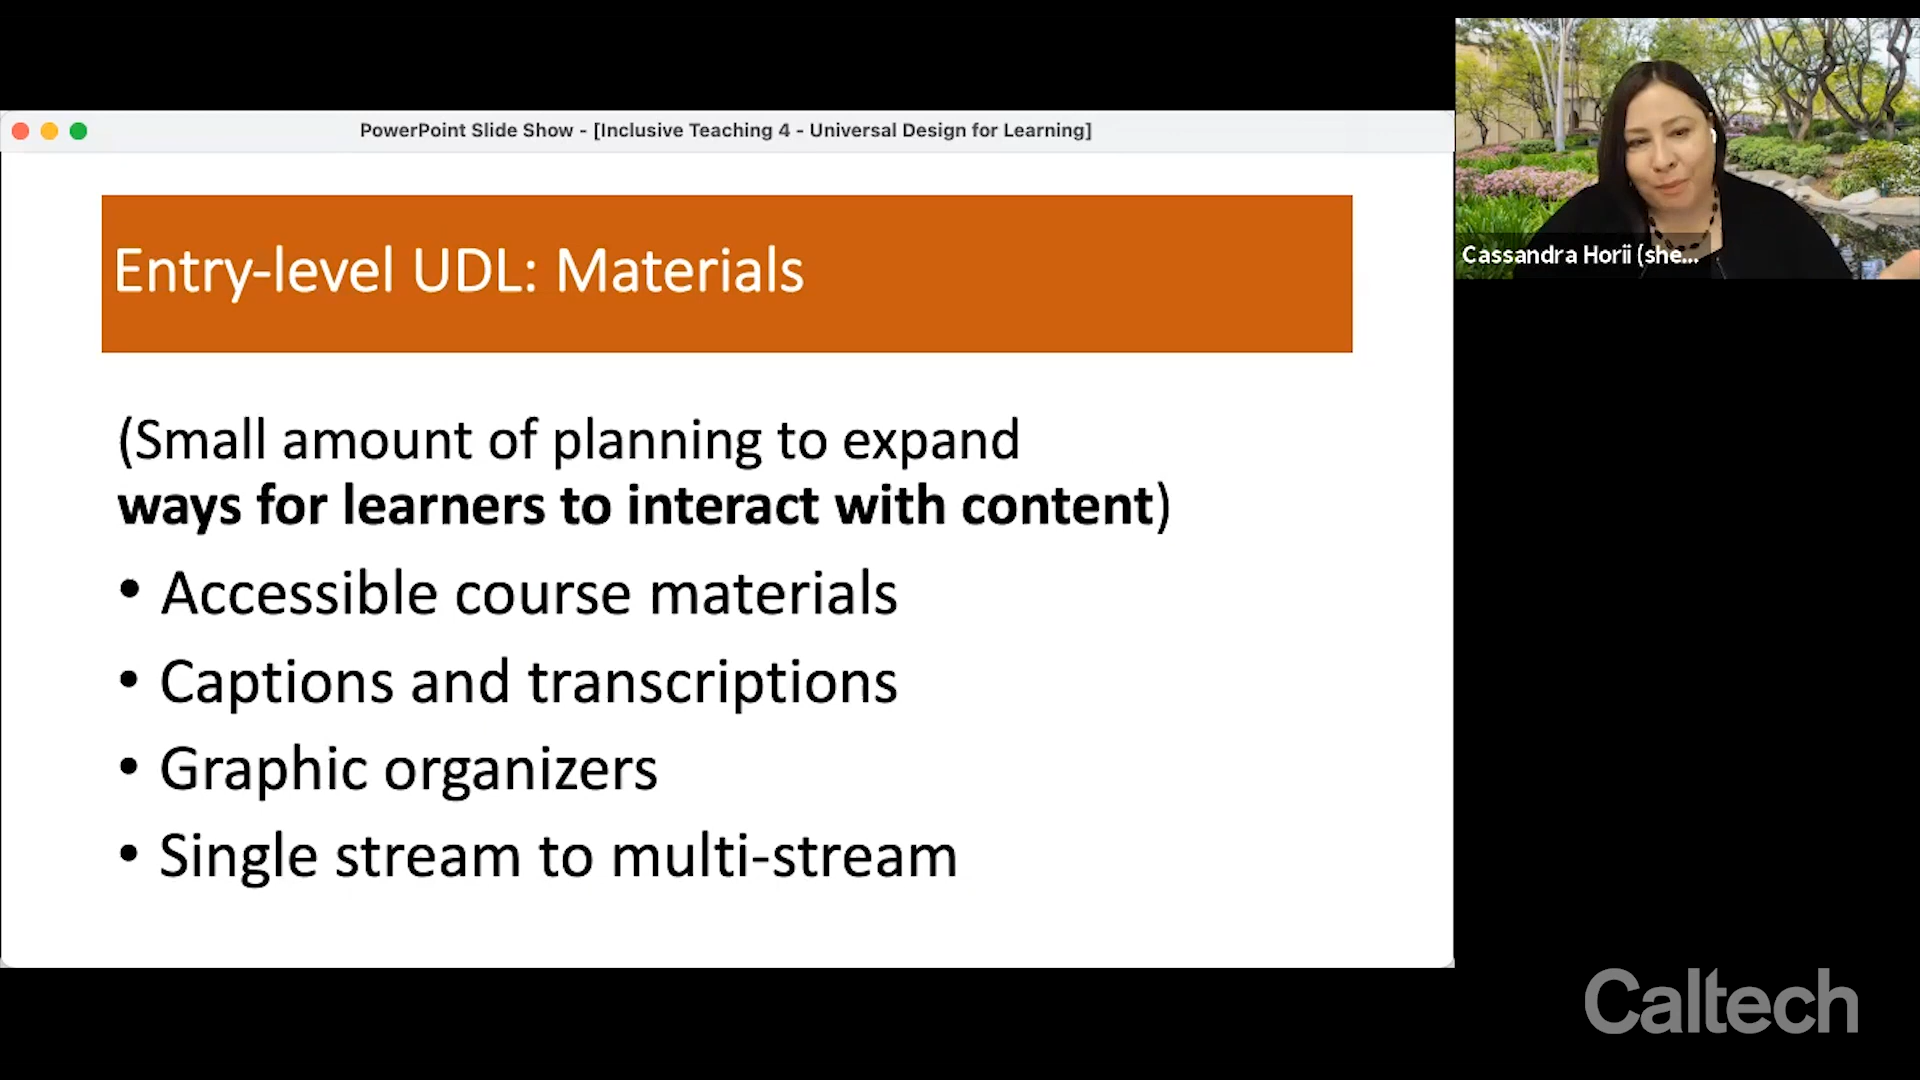 PowerPoint Slide Show - [Inclusive Teaching 4 - Universal Design for Learning]
Entry-level UDL: Materials
(Small amount of planning to expand
ways for learners to interact with content)
• Accessible course materials
• Captions and transcriptions
• Graphic organizers
• Single stream to multi-stream
Cassandra Horii (she...
Caltech